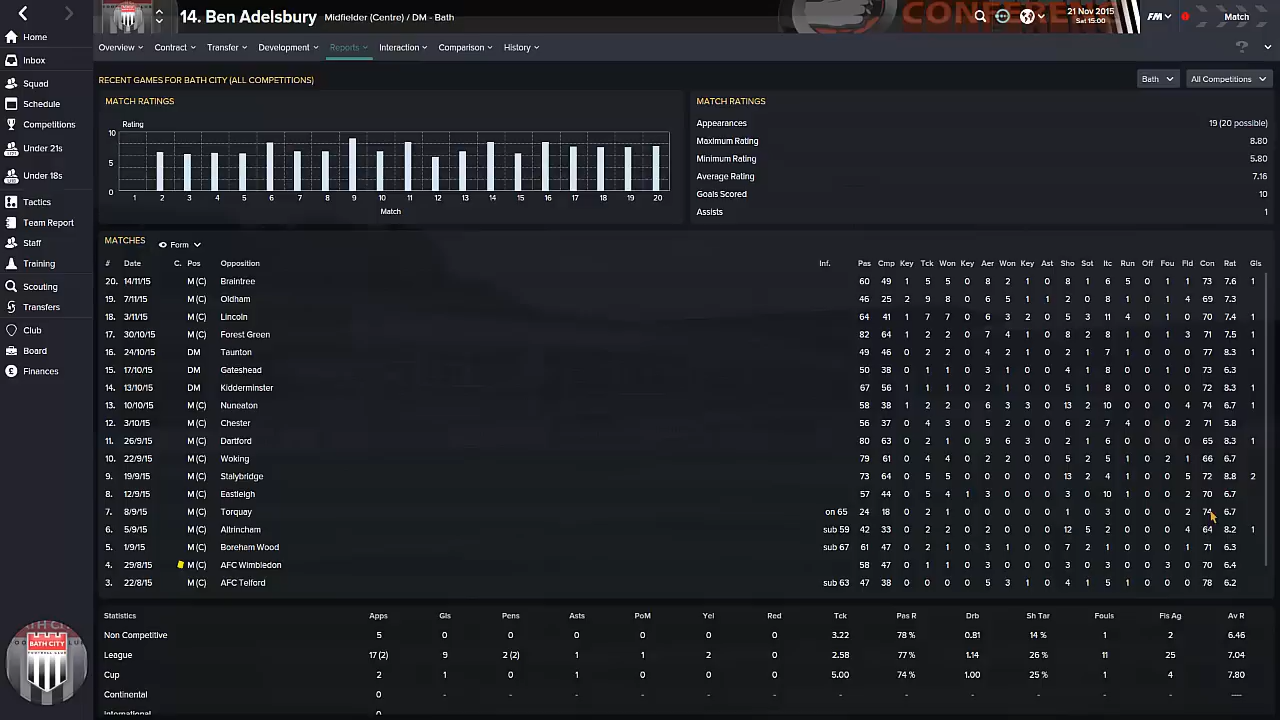 14. Ben Adelsbury Midfielder (Centre) / DM - Bath
CONFERENCE
21 Nov 2015
Sat 15:00
FM
Match
Home
Inbox
Squad
Schedule
Competitions
Under 21s
Under 18s
Tactics
Team Report
Staff
Training
Scouting
Transfers
Club
Board
Finances
Overview Contract Transfer Development Reports Interaction Comparison History
RECENT GAMES FOR BATH CITY (ALL COMPETITIONS)
Bath All Competitions
MATCH RATINGS
Rating
10
5
0
1 2 3 4 5 6 7 8 9 10 11 12 13 14 15 16 17 18 19 20
Match
MATCH RATINGS
Appearances 19 (20 possible)
Maximum Rating 8.80
Minimum Rating 5.80
Average Rating 7.16
Goals Scored 10
Assists 1
MATCHES Form
# Date C. Pos Opposition Inf. Pas Cmp Key Tck Won Key Aer Won Key Ast Sho Sot Itc Run Off Fou Fld Con Rat Gls
20. 14/11/15 M (C) Braintree 60 49 1 5 5 0 8 2 1 0 8 1 6 5 0 1 1 73 7.6 1
19. 7/11/15 M (C) Oldham 46 25 2 9 8 0 6 5 1 1 2 0 8 1 0 1 4 69 7.3
18. 3/11/15 M (C) Lincoln 64 41 1 7 7 0 6 3 2 0 5 3 11 4 0 1 0 70 7.4 1
17. 30/10/15 M (C) Forest Green 82 64 1 2 2 0 7 4 1 0 8 2 8 1 0 1 3 71 7.5 1
16. 24/10/15 DM Taunton 49 46 0 2 2 0 4 2 1 0 2 1 7 1 0 0 0 77 8.3 1
15. 17/10/15 DM Gateshead 50 38 0 1 1 0 3 1 0 0 4 1 8 0 0 1 0 73 6.3
14. 13/10/15 DM Kidderminster 67 56 1 1 1 0 2 1 0 0 5 1 8 0 0 0 0 72 8.3 1
13. 10/10/15 M (C) Nuneaton 58 38 1 2 2 0 6 3 3 0 13 2 10 0 0 0 4 74 6.7 1
12. 3/10/15 M (C) Chester 56 37 0 4 3 0 5 2 0 0 6 2 7 4 0 0 2 71 5.8
11. 26/9/15 M (C) Dartford 80 63 0 2 1 0 9 6 3 0 2 1 6 0 0 0 0 65 8.3 1
10. 22/9/15 M (C) Woking 79 61 0 4 4 0 2 2 0 0 5 2 5 1 0 2 1 66 6.7
9. 19/9/15 M (C) Stalybridge 73 64 0 5 5 0 1 1 0 0 13 2 4 1 0 0 5 72 8.8 2
8. 12/9/15 M (C) Eastleigh 57 44 0 5 4 1 3 0 0 0 3 0 10 1 0 0 2 70 6.7
7. 8/9/15 M (C) Torquay on 65 24 18 0 2 1 0 3 0 0 0 1 0 3 0 0 0 2 74 6.7
6. 5/9/15 M (C) Altrincham sub 59 42 33 0 2 2 0 2 0 0 0 12 5 2 0 0 0 4 64 8.2 1
5. 1/9/15 M (C) Boreham Wood sub 67 61 47 0 2 1 0 3 1 0 0 7 2 1 0 0 0 1 71 6.3
4. 29/8/15 M (C) AFC Wimbledon 58 47 0 1 1 0 3 0 0 0 3 0 3 0 0 3 0 70 6.4
3. 22/8/15 M (C) AFC Telford sub 63 47 38 0 0 0 0 5 3 1 0 4 1 5 1 0 0 0 78 6.2
Statistics Apps Gls Pens Asts PoM Yel Red Tck Pas R Drb Sh Tar Fouls Fls Ag Av R
Non Competitive 5 0 0 0 0 0 0 3.22 78 % 0.81 14 % 1 2 6.46
League 17 (2) 9 2 (2) 1 1 2 0 2.58 77 % 1.14 26 % 11 25 7.04
Cup 2 1 0 1 0 0 0 5.00 74 % 1.00 25 % 1 4 7.80
Continental 0 - - - - - - - - - - - - ---
International 0
BATH CITY